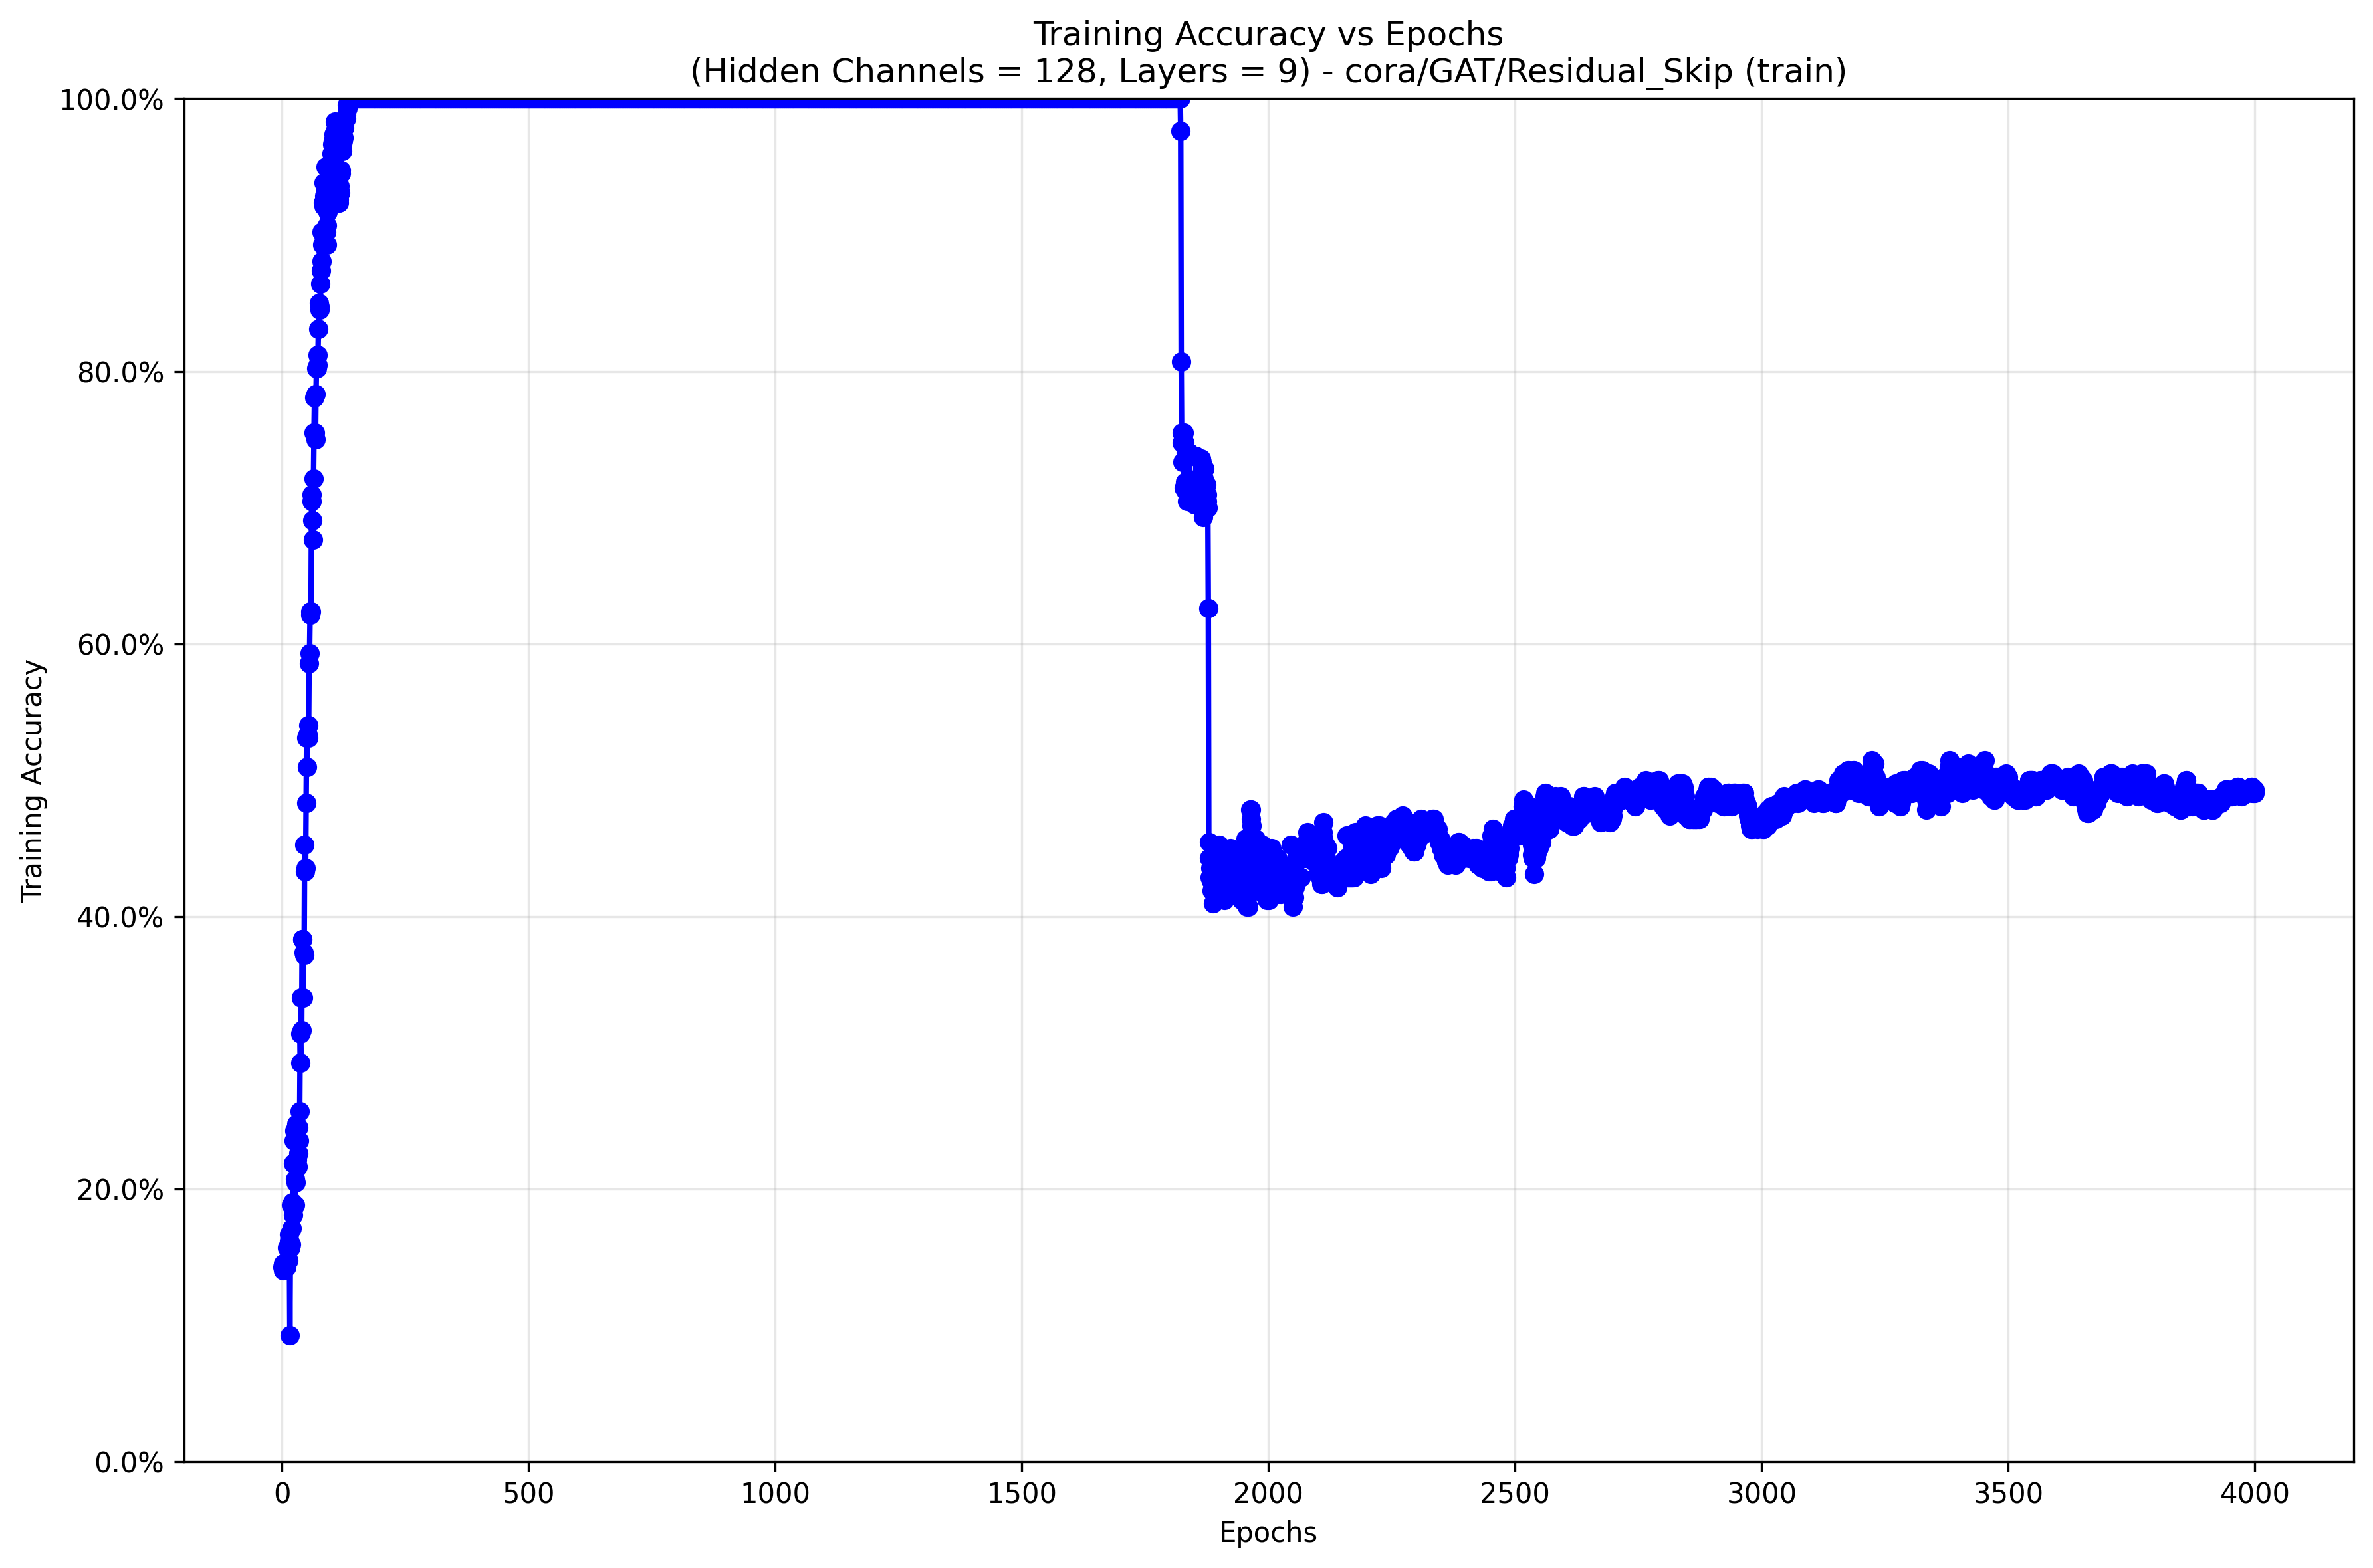 Training Accuracy vs Epochs
(Hidden Channels = 128, Layers = 9) - cora/GAT/Residual_Skip (train)
Training Accuracy
100.0%
80.0%
60.0%
40.0%
20.0%
0.0%
0 500 1000 1500 2000 2500 3000 3500 4000
Epochs